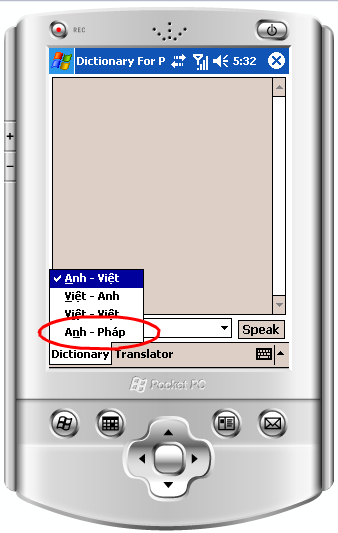 REC
Dictionary For P 5:32
✓ Anh - Việt
Việt - Anh
Việt - Việt
Anh - Pháp
Speak
Dictionary Translator
Pocket PC